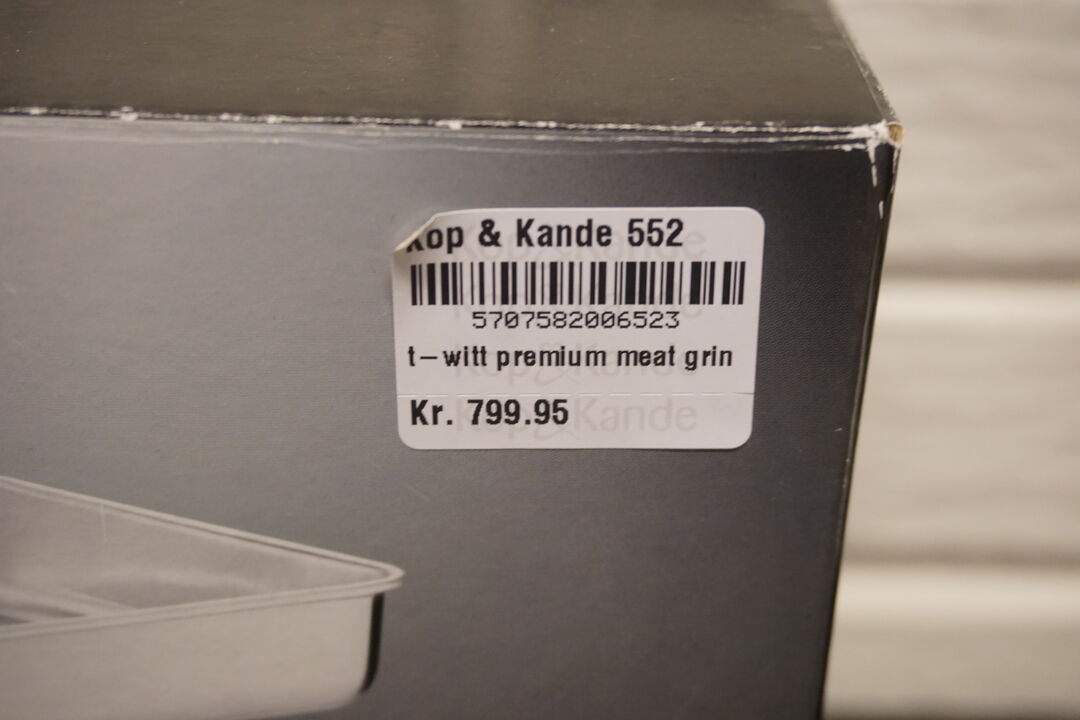 Kop & Kande 552
5707582006523
t-witt premium meat grin
Kr. 799.95